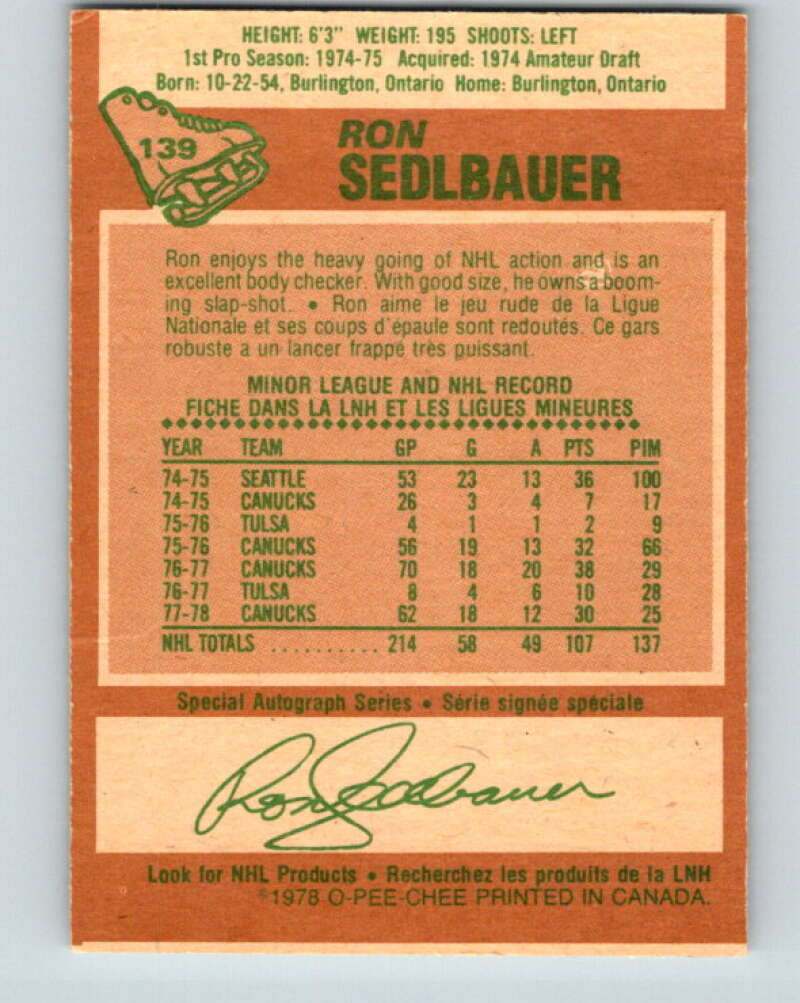 HEIGHT: 6'3" WEIGHT: 195 SHOOTS: LEFT
1st Pro Season: 1974-75 Acquired: 1974 Amateur Draft
Born: 10-22-54, Burlington, Ontario Home: Burlington, Ontario
139
RON
SEDLBAUER
Ron enjoys the heavy going of NHL action and is an
excellent body checker. With good size, he owns a boom-
ing slap-shot. • Ron aime le jeu rude de la Ligue
Nationale et ses coups d'épaule sont redoutés. Ce gars
robuste a un lancer frappé très puissant.
MINOR LEAGUE AND NHL RECORD
FICHE DANS LA LNH ET LES LIGUES MINEURES
YEAR TEAM GP G A PTS PIM
74-75 SEATTLE 53 23 13 36 100
74-75 CANUCKS 26 3 4 7 17
75-76 TULSA 4 1 1 2 9
75-76 CANUCKS 56 19 13 32 66
76-77 CANUCKS 70 18 20 38 29
76-77 TULSA 8 4 6 10 28
77-78 CANUCKS 62 18 12 30 25
NHL TOTALS .......... 214 58 49 107 137
Special Autograph Series • Série signée spéciale
Ron Sedlbauer
Look for NHL Products • Recherchez les produits de la LNH
©1978 O-PEE-CHEE PRINTED IN CANADA.